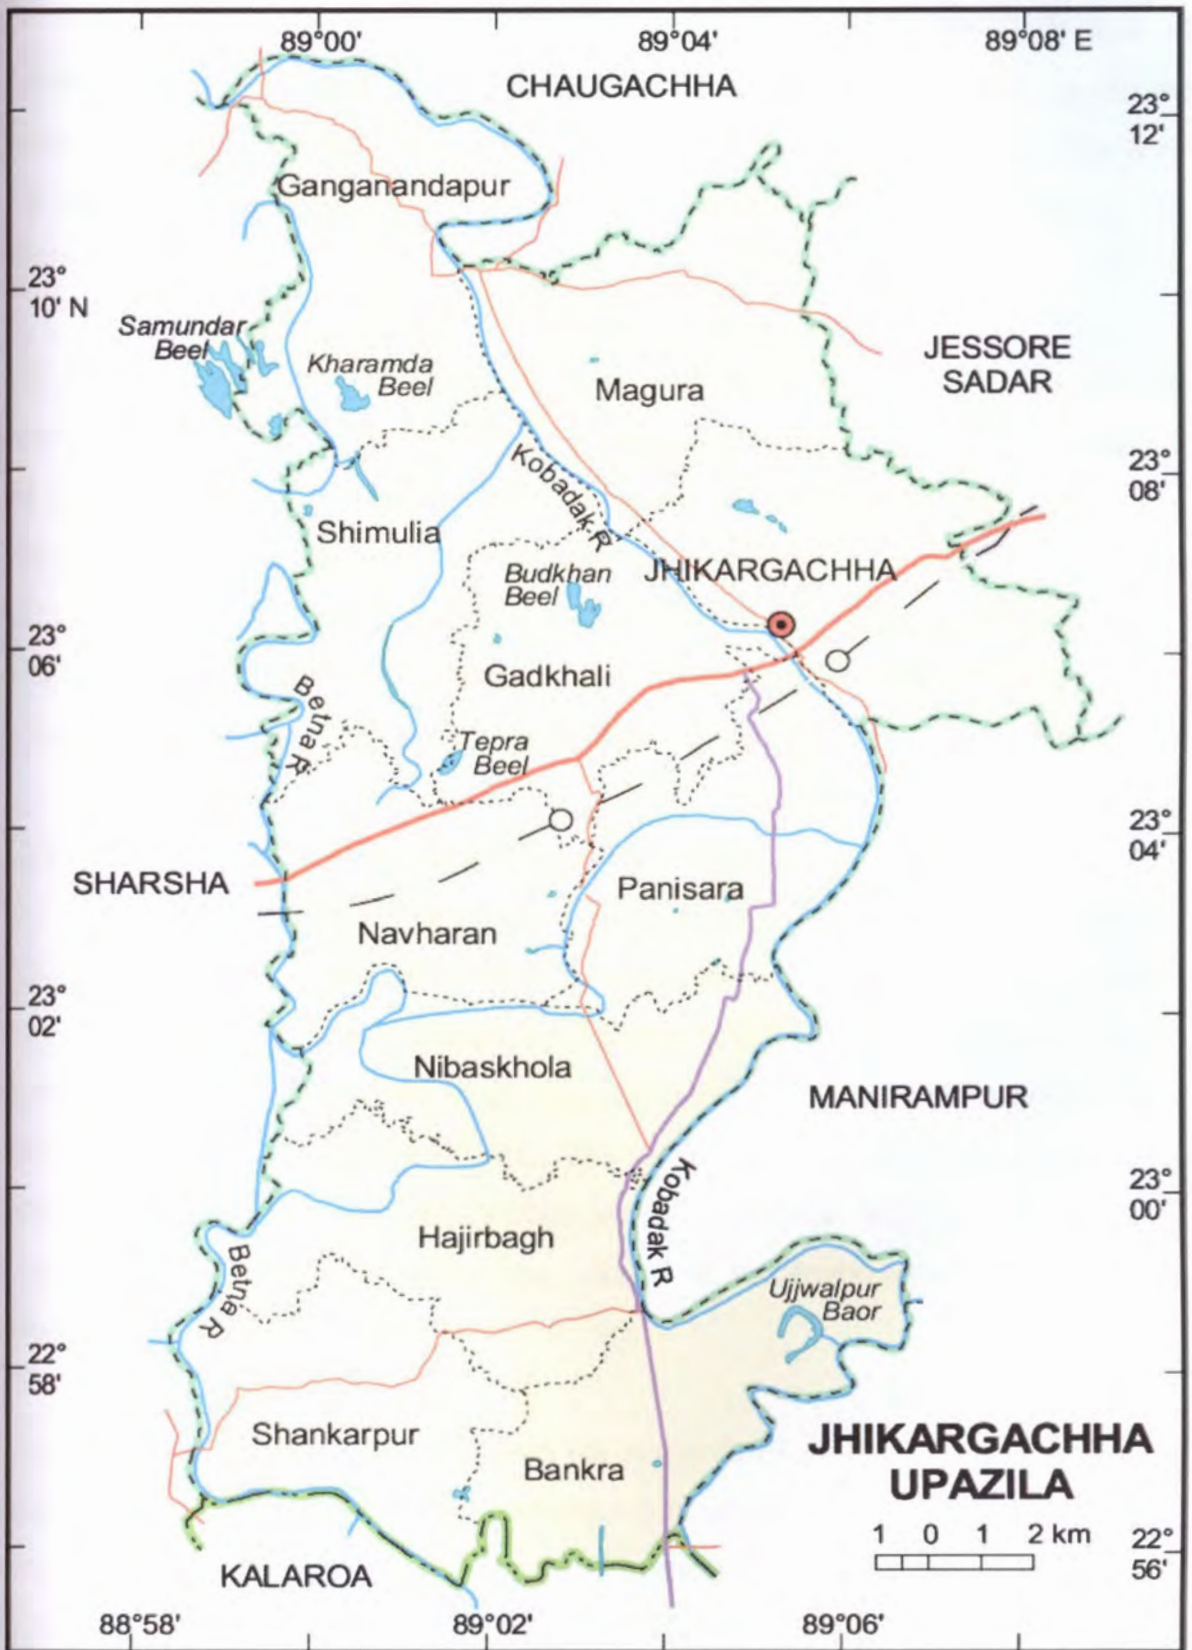 89°00'
89°04'
89°08' E
CHAUGACHHA
23°
12'
Ganganandapur
23°
10' N
Samundar
Beel
Kharamda
Beel
JESSORE
SADAR
Magura
Kobadak R
23°
08'
Shimulia
JHIKARGACHHA
Budkhan
Beel
23°
06'
Gadkhali
Betna R
Tepra
Beel
23°
04'
SHARSHA
Panisara
Navharan
23°
02'
Nibaskhola
MANIRAMPUR
Kobadak R
23°
00'
Hajirbagh
Betna R
Ujjwalpur
Baor
22°
58'
Shankarpur
Bankra
JHIKARGACHHA
UPAZILA
1 0 1 2 km
22°
56'
KALAROA
88°58'
89°02'
89°06'